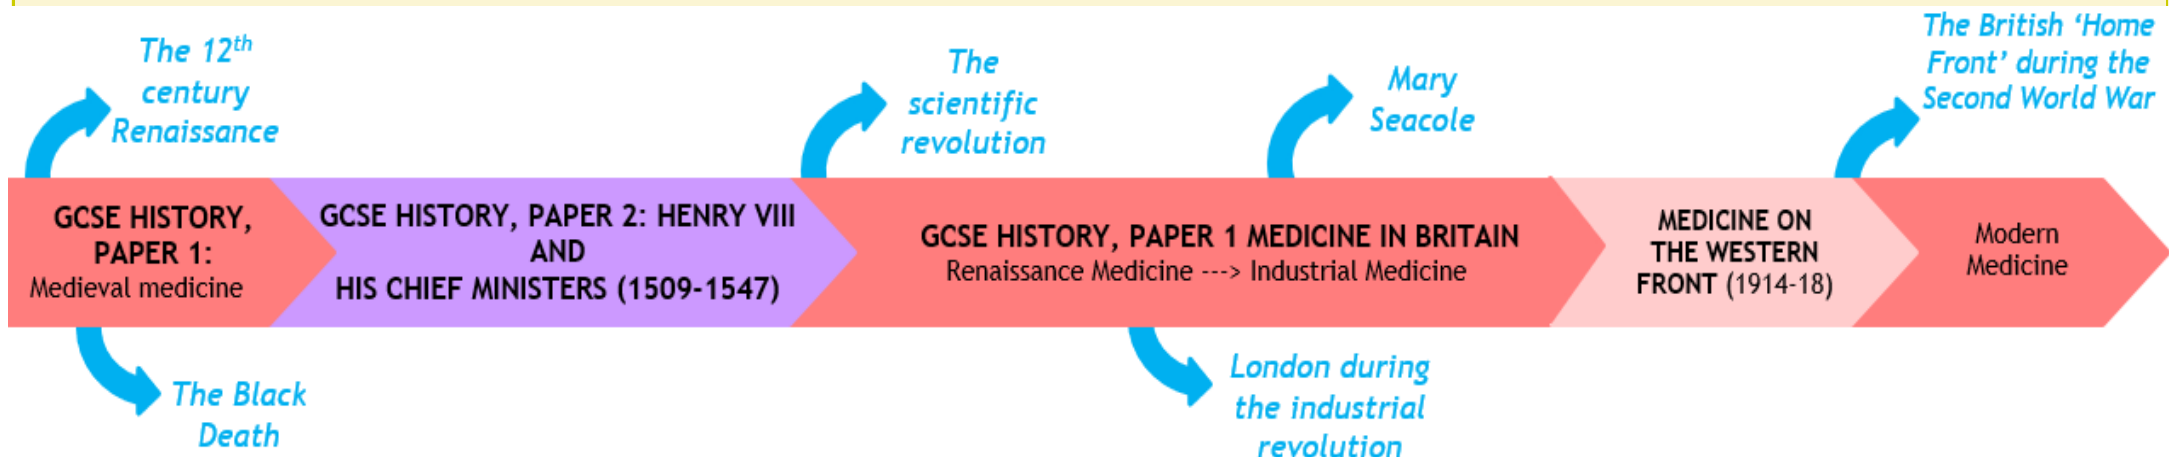 The 12th
century
Renaissance
The
scientific
revolution
Mary
Seacole
The British ‘Home
Front’ during the
Second World War
GCSE HISTORY,
PAPER 1:
Medieval medicine
GCSE HISTORY, PAPER 2: HENRY VIII
AND
HIS CHIEF MINISTERS (1509-1547)
GCSE HISTORY, PAPER 1 MEDICINE IN BRITAIN
Renaissance Medicine ---> Industrial Medicine
MEDICINE ON
THE WESTERN
FRONT (1914-18)
Modern
Medicine
The Black
Death
London during
the industrial
revolution